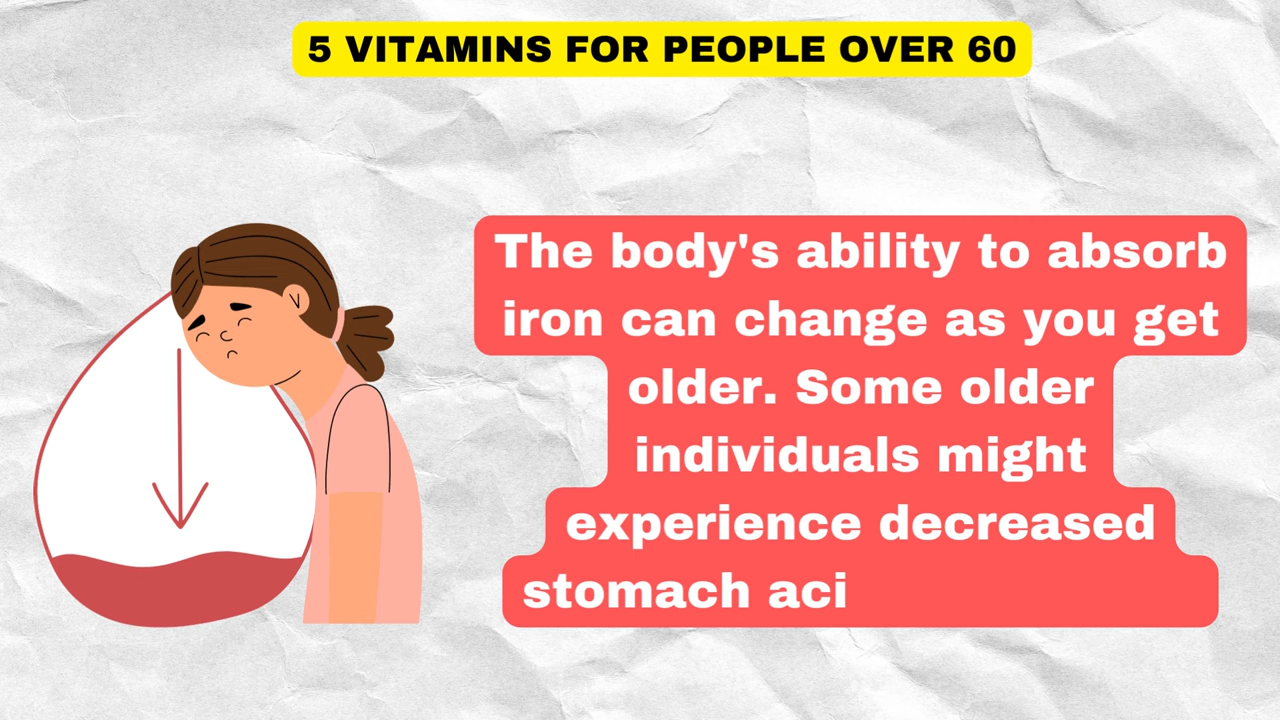 5 VITAMINS FOR PEOPLE OVER 60
The body's ability to absorb
iron can change as you get
older. Some older
individuals might
experience decreased
stomach aci